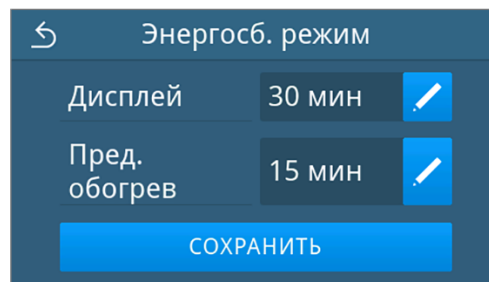 Энергосб. режим
Дисплей 30 мин
Пред.
обогрев 15 мин
СОХРАНИТЬ